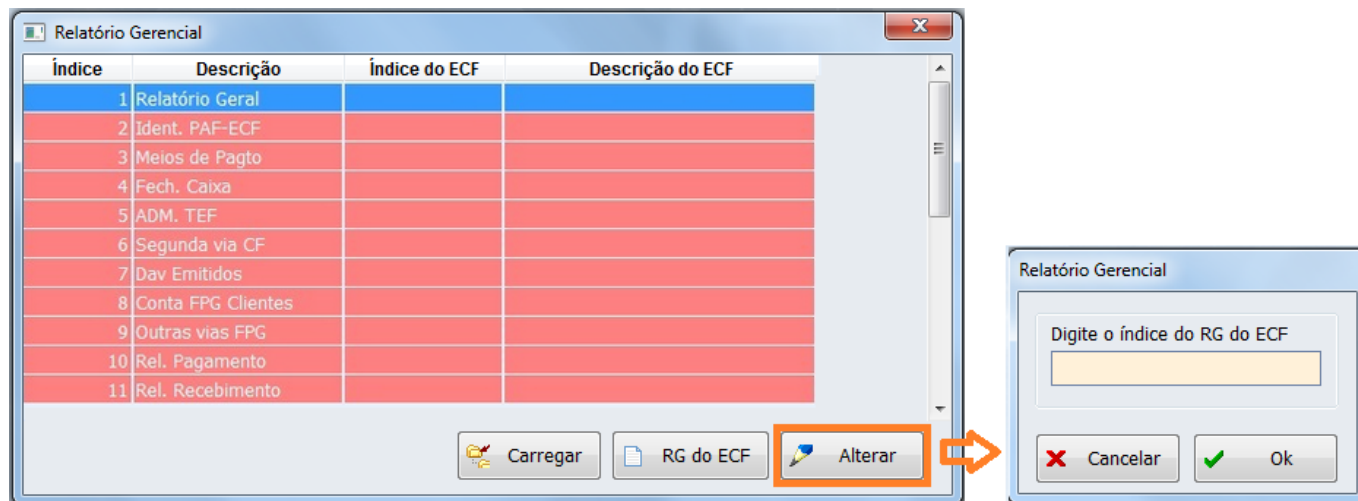 Relatório Gerencial
Índice Descrição Índice do ECF Descrição do ECF
1 Relatório Geral
2 Ident. PAF-ECF
3 Meios de Pagto
4 Fech. Caixa
5 ADM. TEF
6 Segunda via CF
7 Dav Emitidos
8 Conta FPG Clientes
9 Outras vias FPG
10 Rel. Pagamento
11 Rel. Recebimento
Carregar RG do ECF Alterar
Relatório Gerencial
Digite o índice do RG do ECF
Cancelar Ok